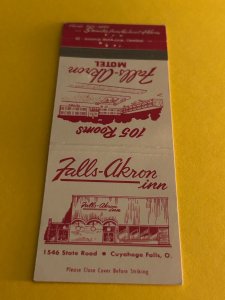 Falls-Akron
MOTEL
105 Rooms
Falls-Akron
inn
Falls-Akron
inn
1546 State Road ■ Cuyahoga Falls, O.
Please Close Cover Before Striking